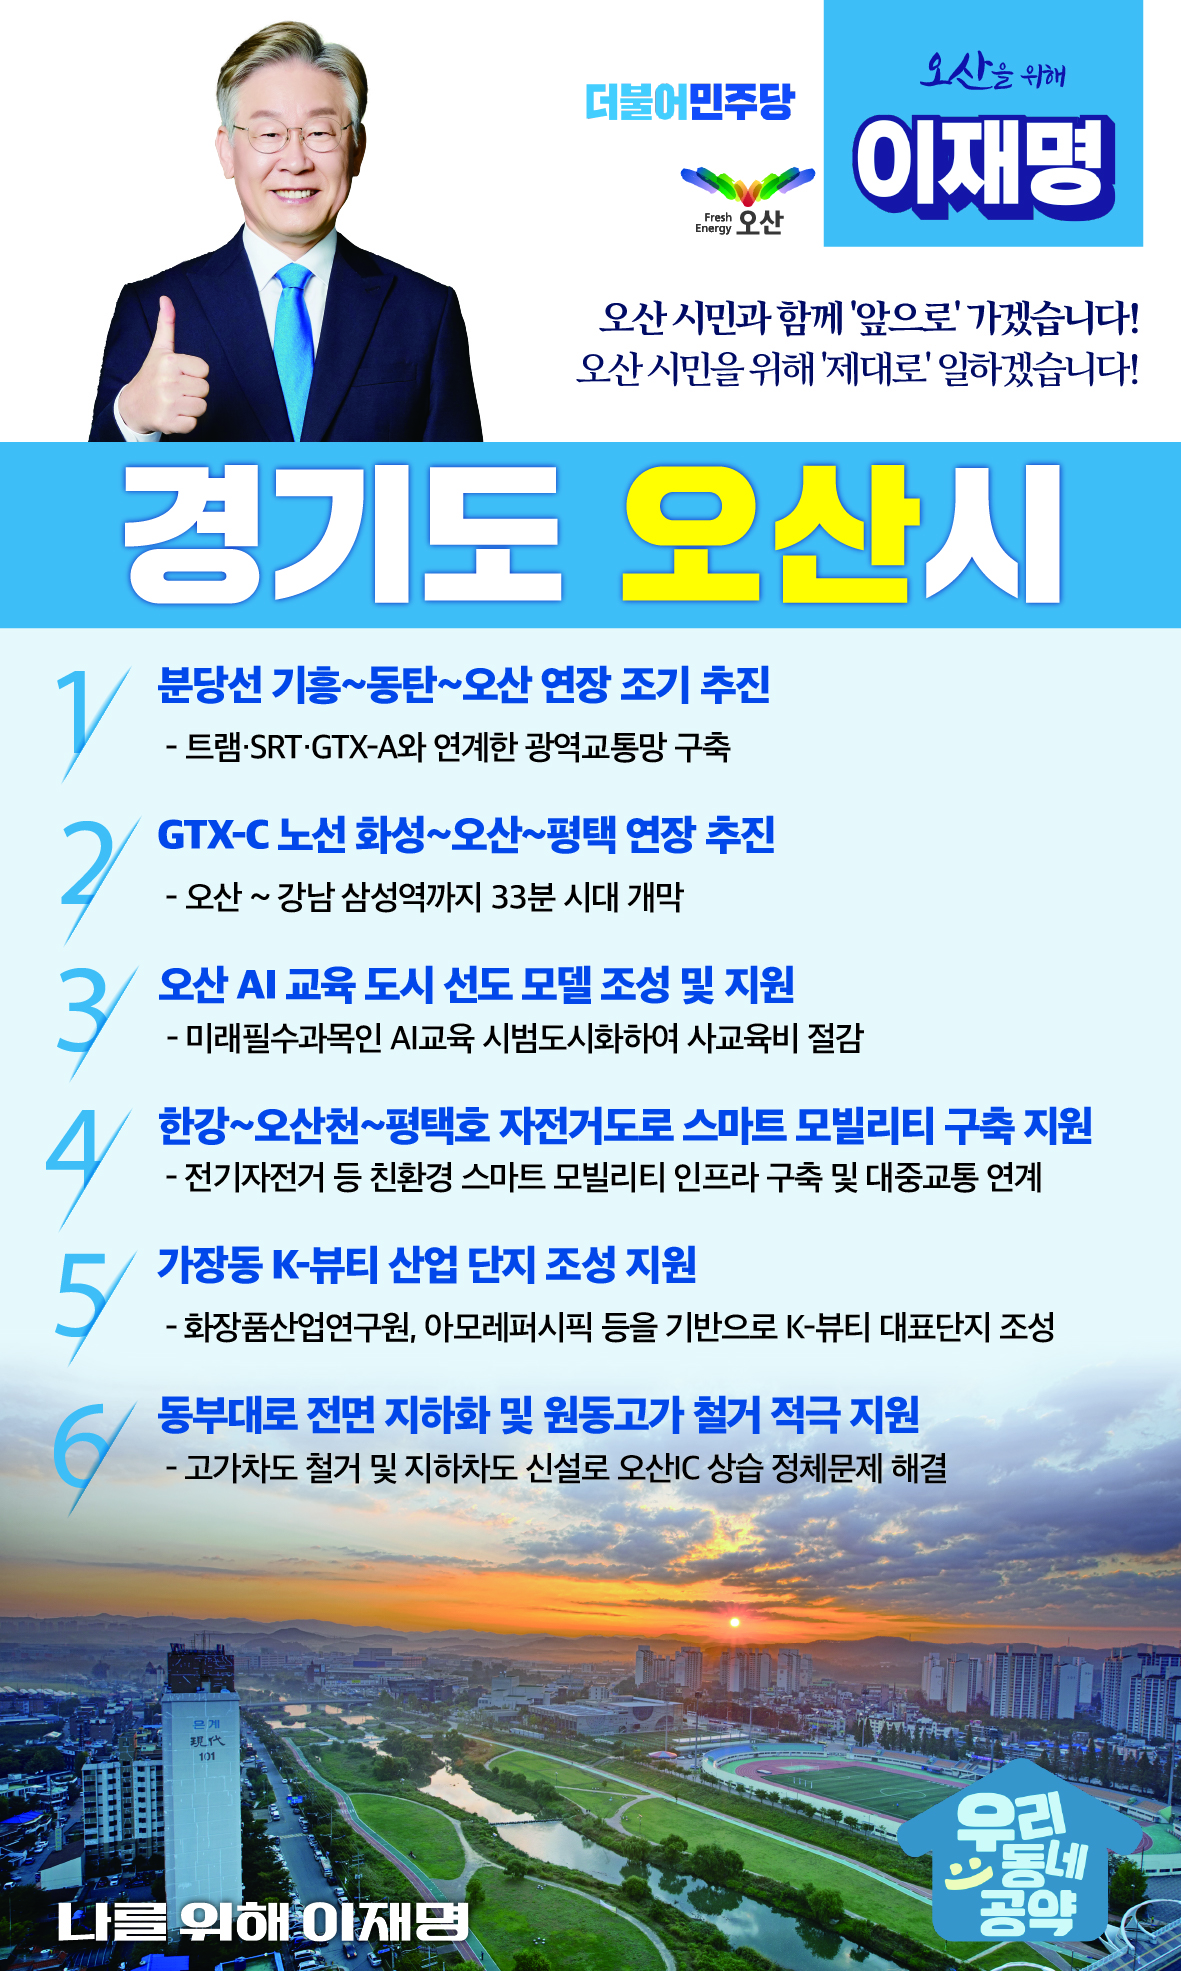 더불어민주당
Fresh
Energy 오산
오산을 위해
이재명
오산 시민과 함께 '앞으로' 가겠습니다!
오산 시민을 위해 '제대로' 일하겠습니다!
경기도 오산시
1 분당선 기흥~동탄~오산 연장 조기 추진
- 트램·SRT·GTX-A와 연계한 광역교통망 구축
2 GTX-C 노선 화성~오산~평택 연장 추진
- 오산 ~ 강남 삼성역까지 33분 시대 개막
3 오산 AI 교육 도시 선도 모델 조성 및 지원
- 미래필수과목인 AI교육 시범도시화하여 사교육비 절감
4 한강~오산천~평택호 자전거도로 스마트 모빌리티 구축 지원
- 전기자전거 등 친환경 스마트 모빌리티 인프라 구축 및 대중교통 연계
5 가장동 K-뷰티 산업 단지 조성 지원
- 화장품산업연구원, 아모레퍼시픽 등을 기반으로 K-뷰티 대표단지 조성
6 동부대로 전면 지하화 및 원동고가 철거 적극 지원
- 고가차도 철거 및 지하차도 신설로 오산IC 상습 정체문제 해결
은계
現代
101
우리
동네
공약
나를 위해 이재명